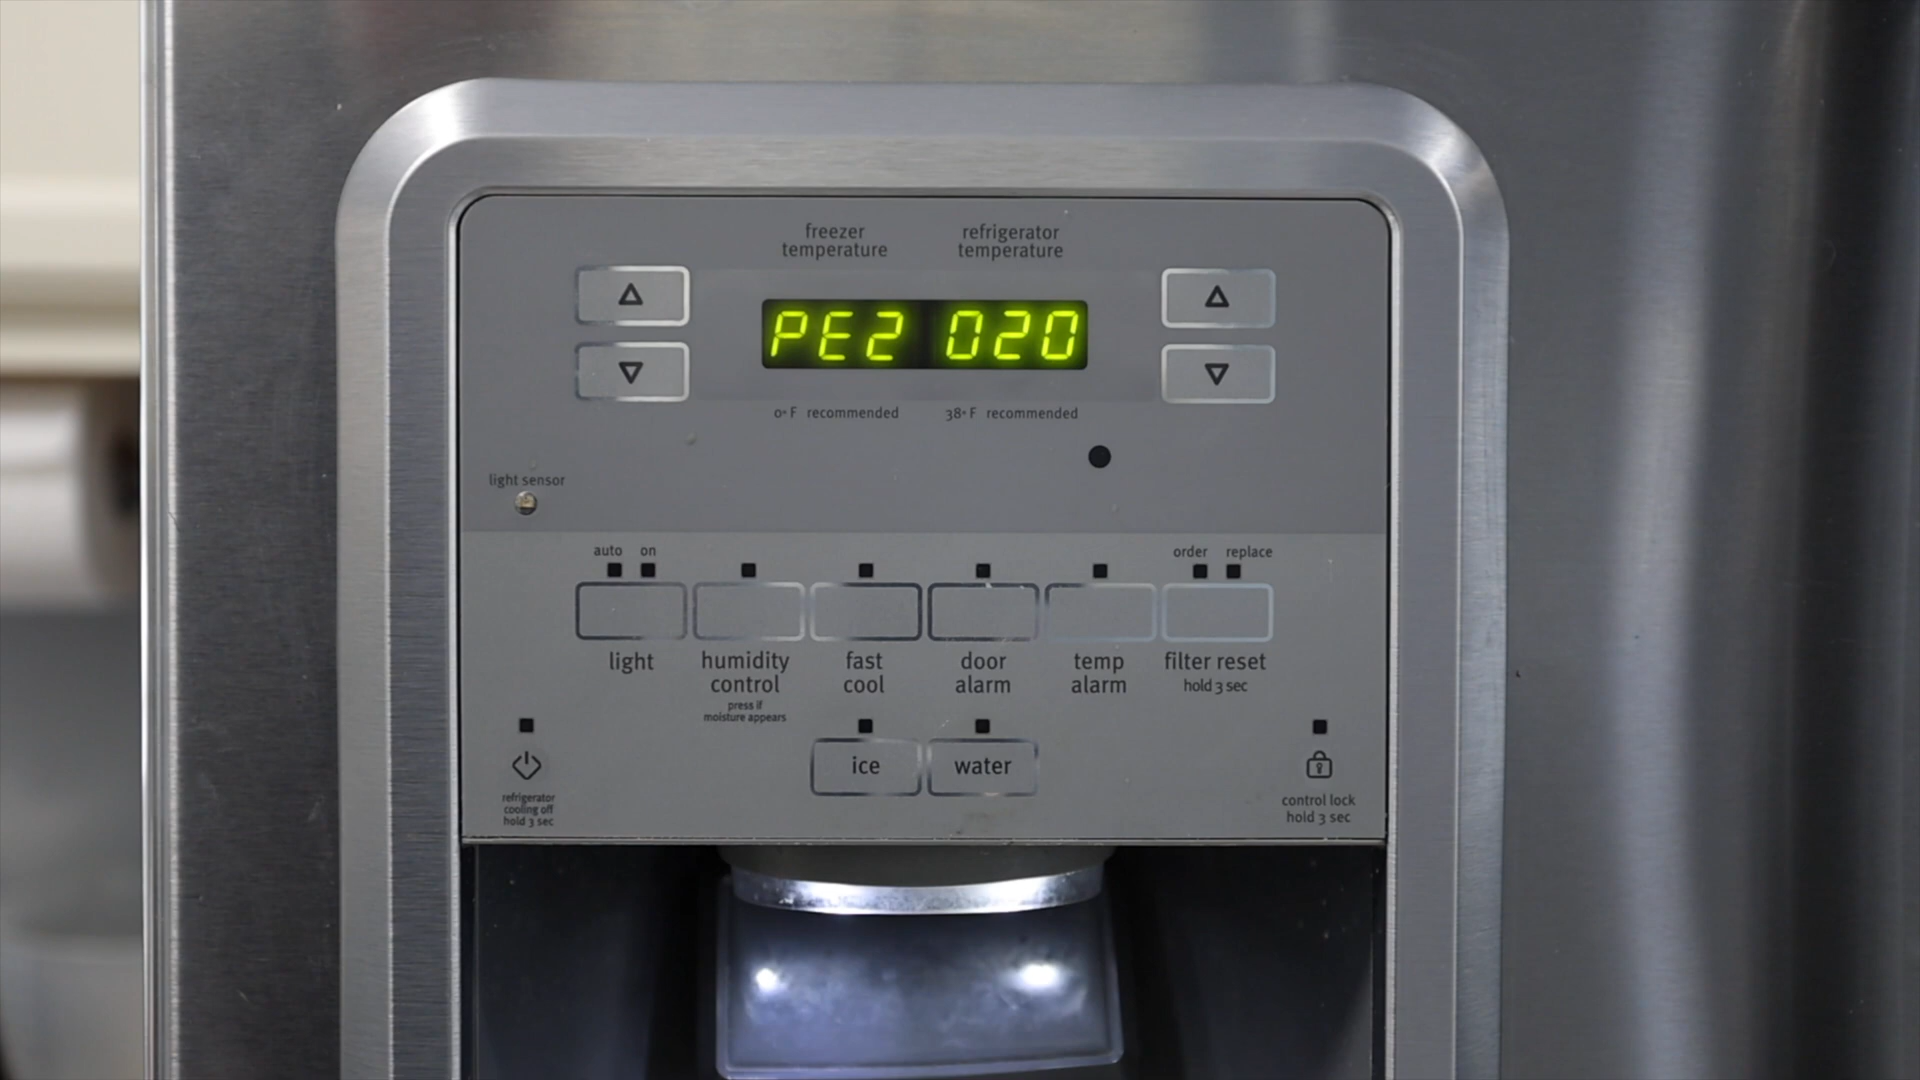 freezer
temperature
refrigerator
temperature
PE2 020
0° F recommended
38° F recommended
light sensor
auto on
order replace
light
humidity
control
press if
moisture appears
fast
cool
door
alarm
temp
alarm
filter reset
hold 3 sec
ice
water
refrigerator
cooling off
hold 3 sec
control lock
hold 3 sec